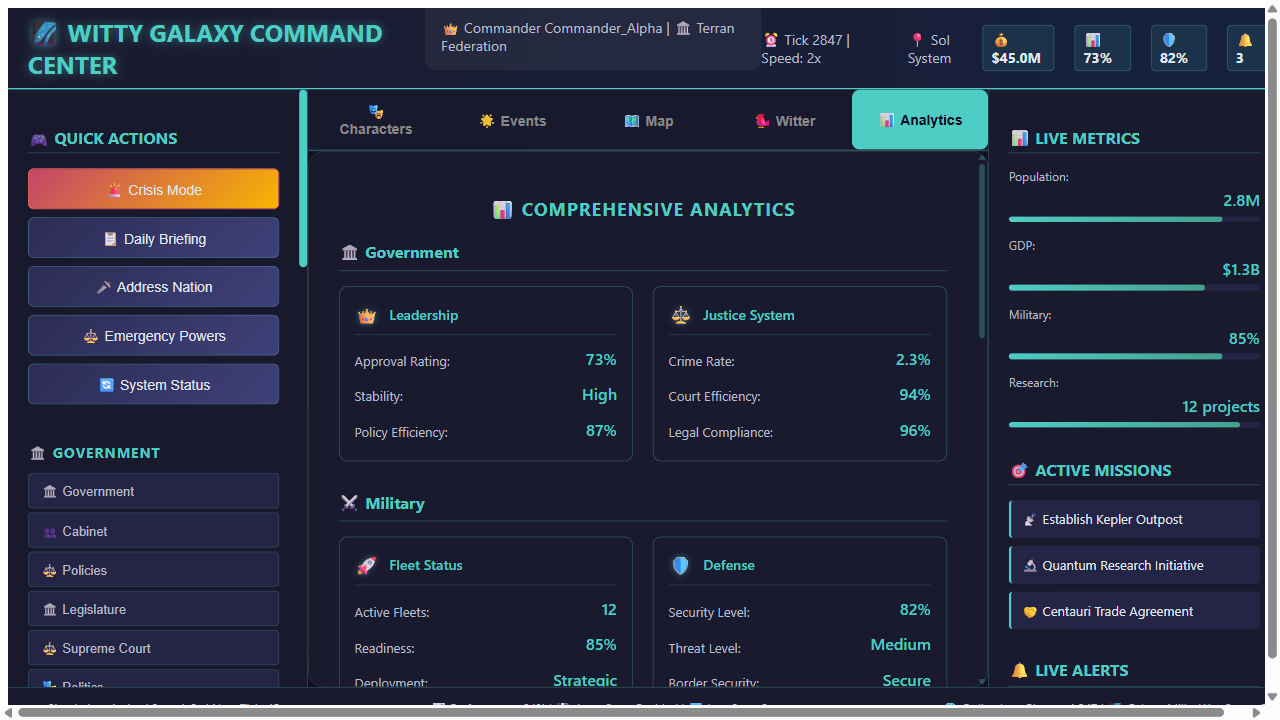 WITTY GALAXY COMMAND
CENTER
Commander Commander_Alpha | Terran
Federation
Tick 2847 |
Speed: 2x
Sol
System
$45.0M
73%
82%
3
QUICK ACTIONS
Crisis Mode
Daily Briefing
Address Nation
Emergency Powers
System Status
GOVERNMENT
Government
Cabinet
Policies
Legislature
Supreme Court
Politics
Characters
Events
Map
Witter
Analytics
COMPREHENSIVE ANALYTICS
Government
Leadership
Approval Rating: 73%
Stability: High
Policy Efficiency: 87%
Justice System
Crime Rate: 2.3%
Court Efficiency: 94%
Legal Compliance: 96%
Military
Fleet Status
Active Fleets: 12
Readiness: 85%
Deployment: Strategic
Defense
Security Level: 82%
Threat Level: Medium
Border Security: Secure
LIVE METRICS
Population:
2.8M
GDP:
$1.3B
Military:
85%
Research:
12 projects
ACTIVE MISSIONS
Establish Kepler Outpost
Quantum Research Initiative
Centauri Trade Agreement
LIVE ALERTS